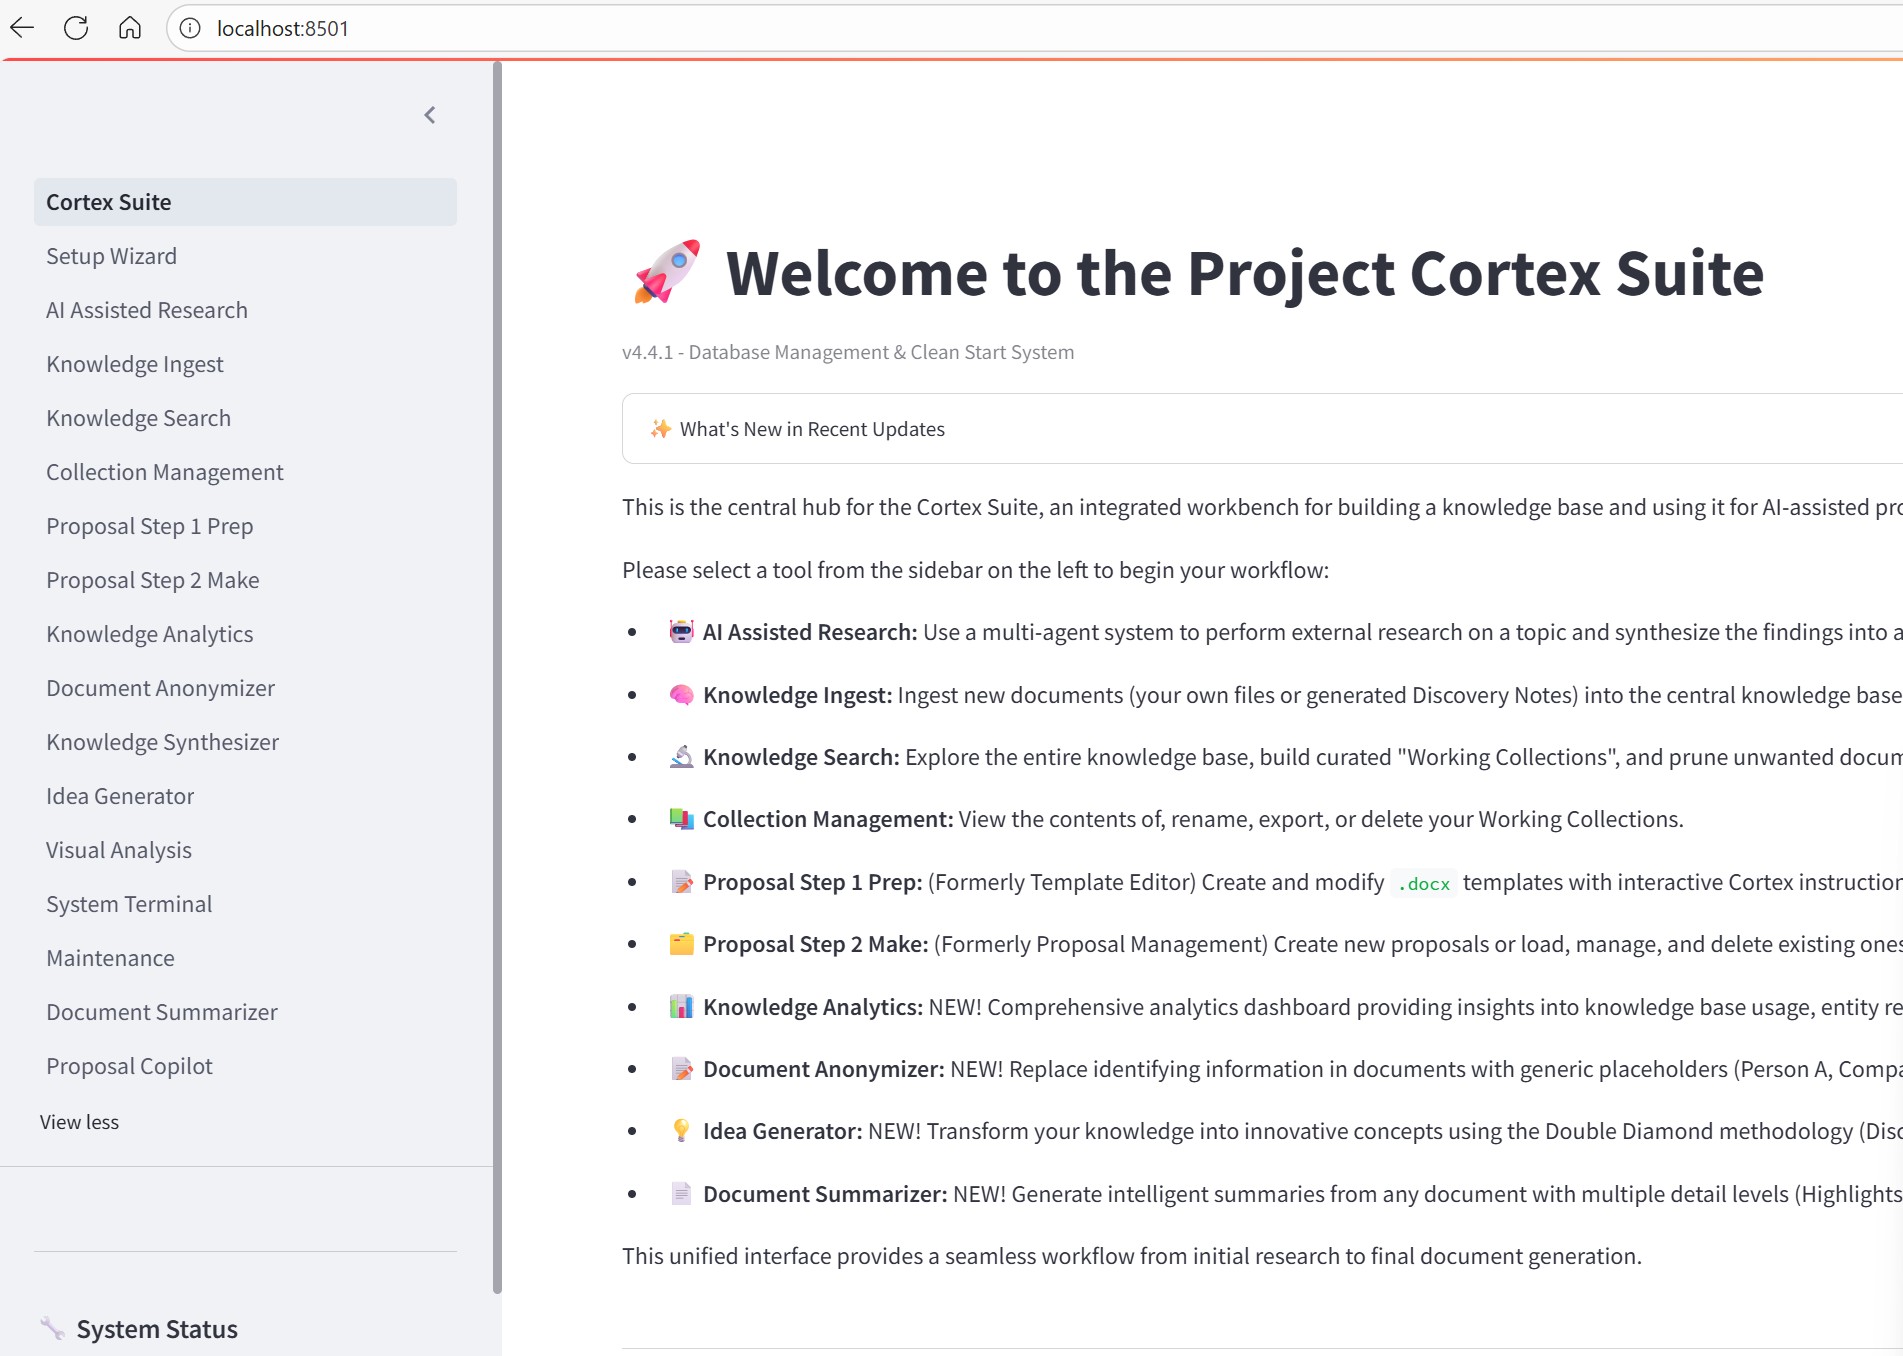 localhost:8501
Cortex Suite
Setup Wizard
AI Assisted Research
Knowledge Ingest
Knowledge Search
Collection Management
Proposal Step 1 Prep
Proposal Step 2 Make
Knowledge Analytics
Document Anonymizer
Knowledge Synthesizer
Idea Generator
Visual Analysis
System Terminal
Maintenance
Document Summarizer
Proposal Copilot
View less
System Status
Welcome to the Project Cortex Suite
v4.4.1 - Database Management & Clean Start System
What's New in Recent Updates
This is the central hub for the Cortex Suite, an integrated workbench for building a knowledge base and using it for AI-assisted
Please select a tool from the sidebar on the left to begin your workflow:
AI Assisted Research: Use a multi-agent system to perform external research on a topic and synthesize the findings into
Knowledge Ingest: Ingest new documents (your own files or generated Discovery Notes) into the central knowledge base
Knowledge Search: Explore the entire knowledge base, build curated "Working Collections", and prune unwanted
Collection Management: View the contents of, rename, export, or delete your Working Collections.
Proposal Step 1 Prep: (Formerly Template Editor) Create and modify .docx templates with interactive Cortex
Proposal Step 2 Make: (Formerly Proposal Management) Create new proposals or load, manage, and delete existing ones
Knowledge Analytics: NEW! Comprehensive analytics dashboard providing insights into knowledge base usage, entity
Document Anonymizer: NEW! Replace identifying information in documents with generic placeholders (Person A,
Idea Generator: NEW! Transform your knowledge into innovative concepts using the Double Diamond methodology
Document Summarizer: NEW! Generate intelligent summaries from any document with multiple detail levels (Highlights
This unified interface provides a seamless workflow from initial research to final document generation.